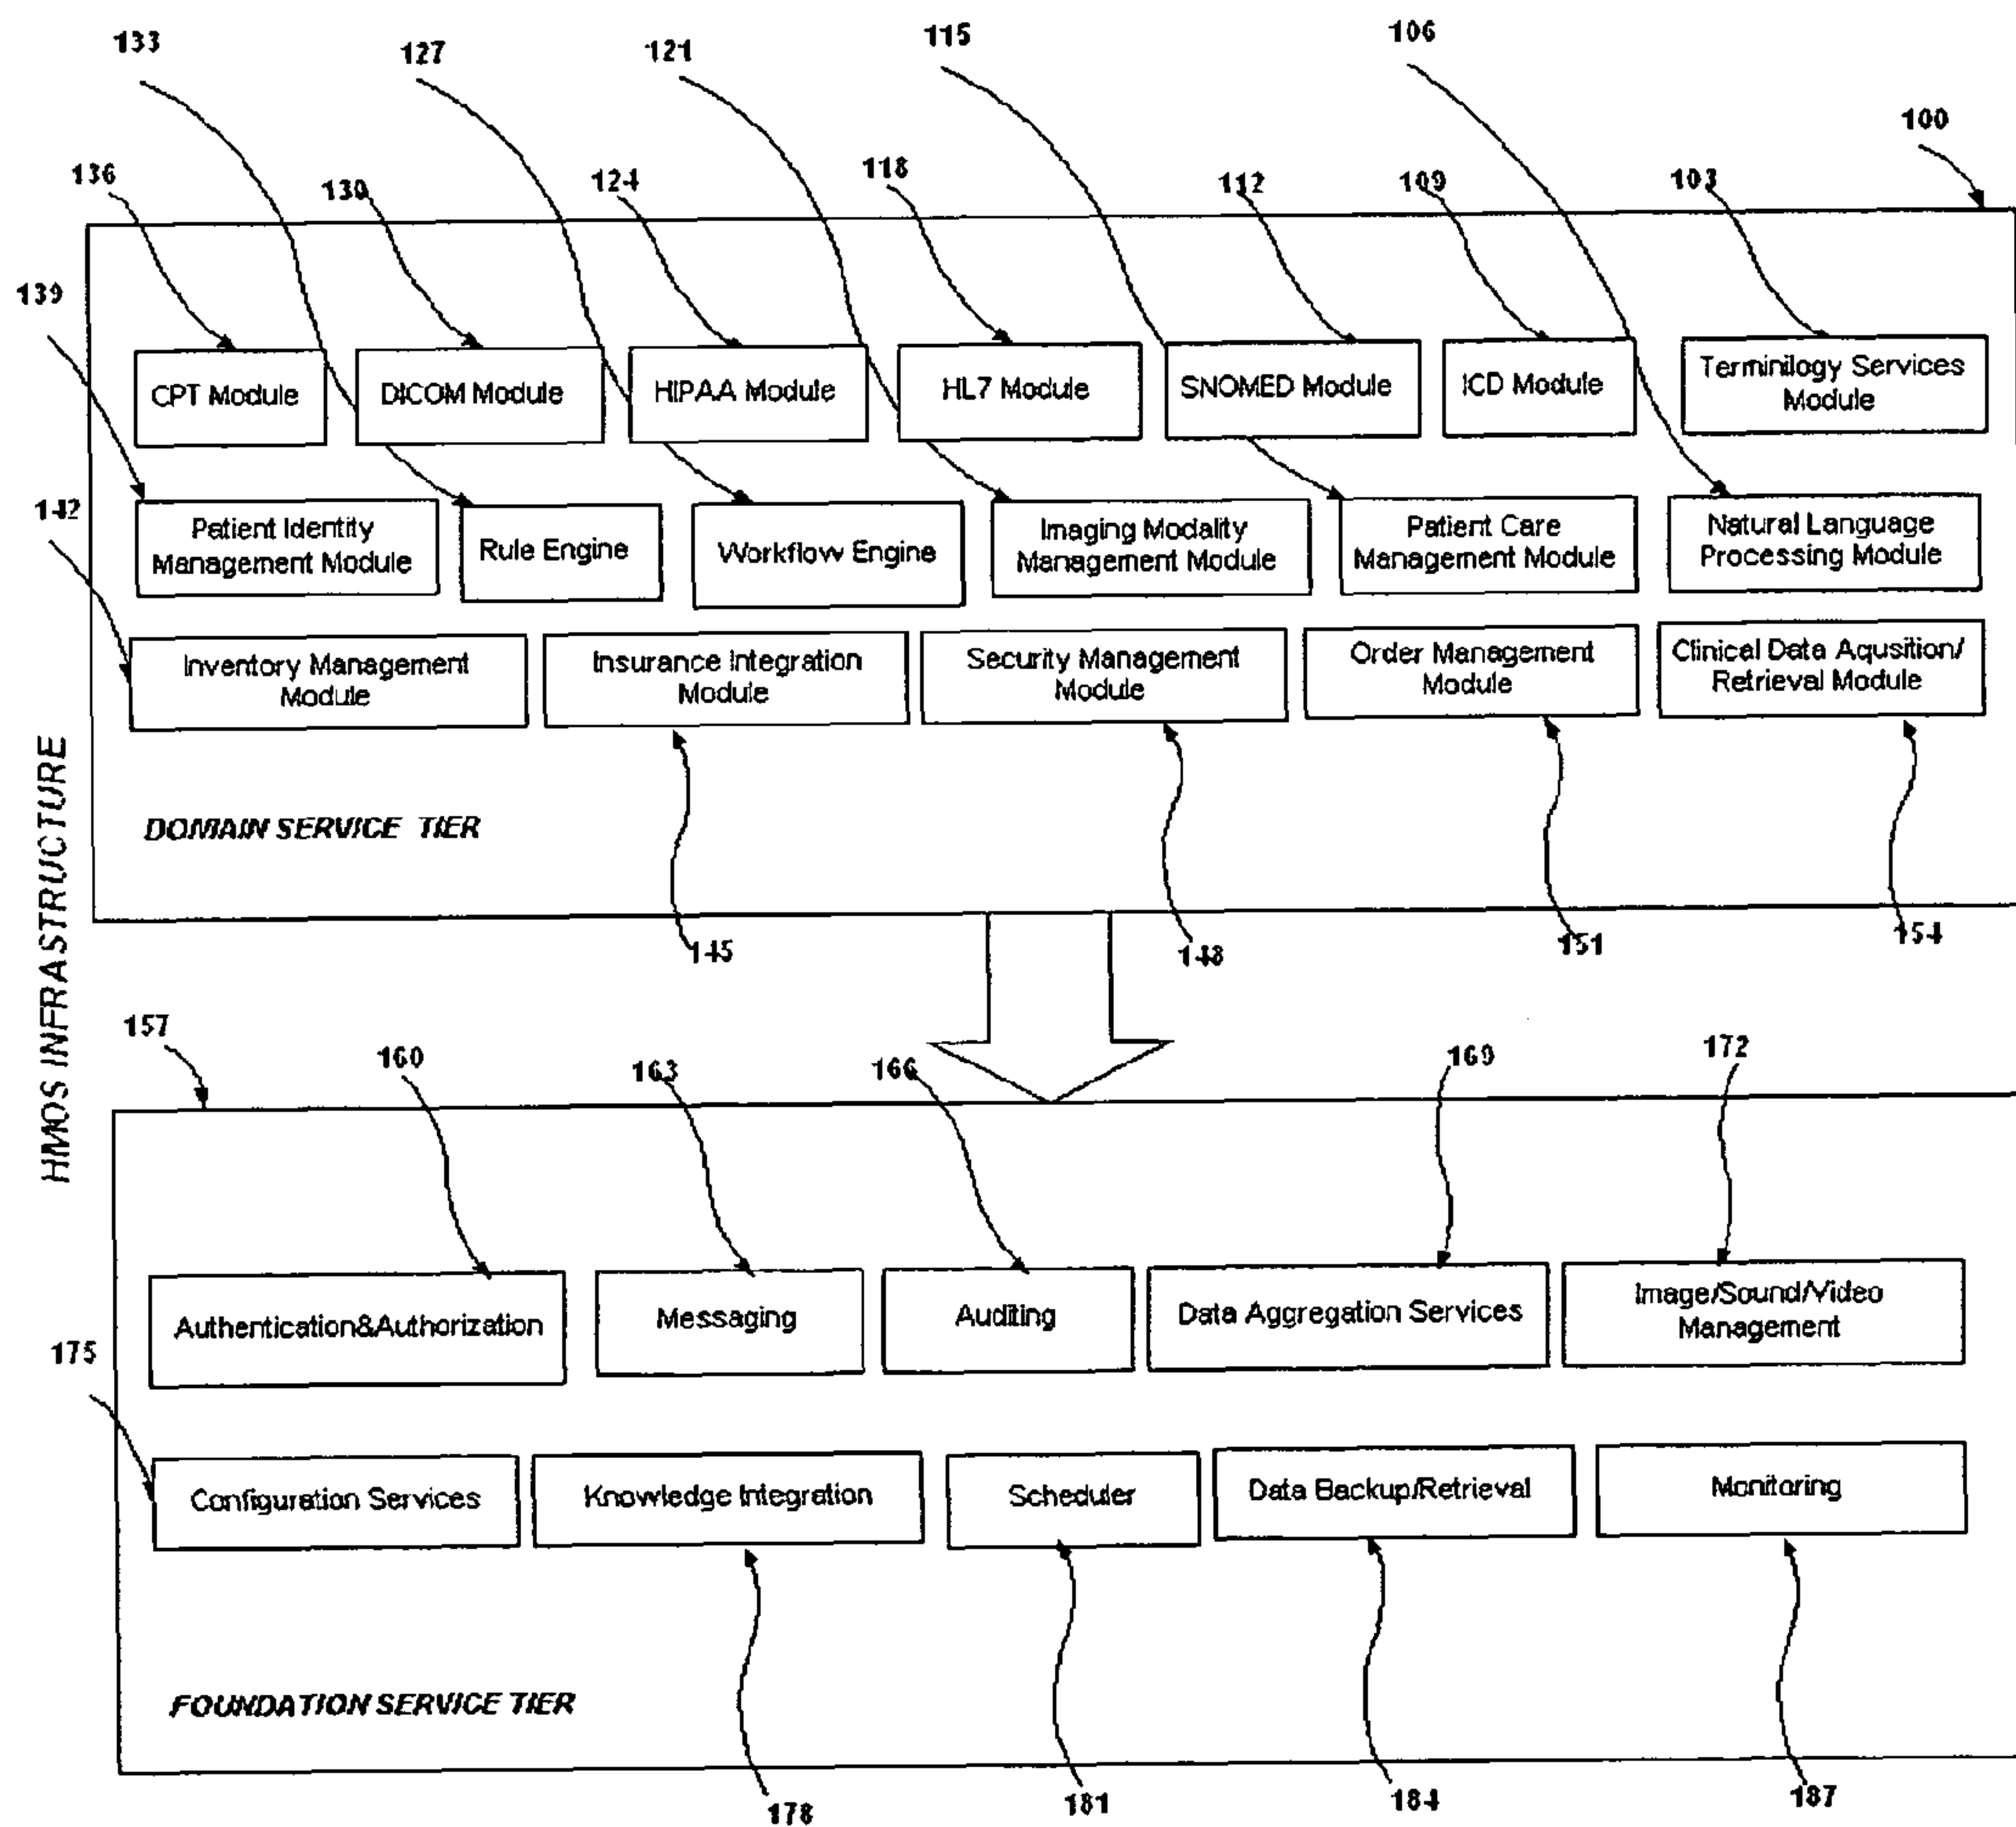 133
127
121
115
106
100
136
130
124
118
112
109
103
139
CPT Module
DICOM Module
HIPAA Module
HL7 Module
SNOMED Module
ICD Module
Terminilogy Services
Module
142
Patient Identity
Management Module
Rule Engine
Workflow Engine
Imaging Modality
Management Module
Patient Care
Management Module
Natural Language
Processing Module
Inventory Management
Module
Insurance Integration
Module
Security Management
Module
Order Management
Module
Clinical Data Aqusition/
Retrieval Module
HMOS INFRASTRUCTURE
DOMAIN SERVICE TIER
145
148
151
154
157
160
163
166
169
172
Authentication&Authorization
Messaging
Auditing
Data Aggregation Services
Image/Sound/Video
Management
175
Configuration Services
Knowledge Integration
Scheduler
Data Backup/Retrieval
Monitoring
FOUNDATION SERVICE TIER
178
181
184
187